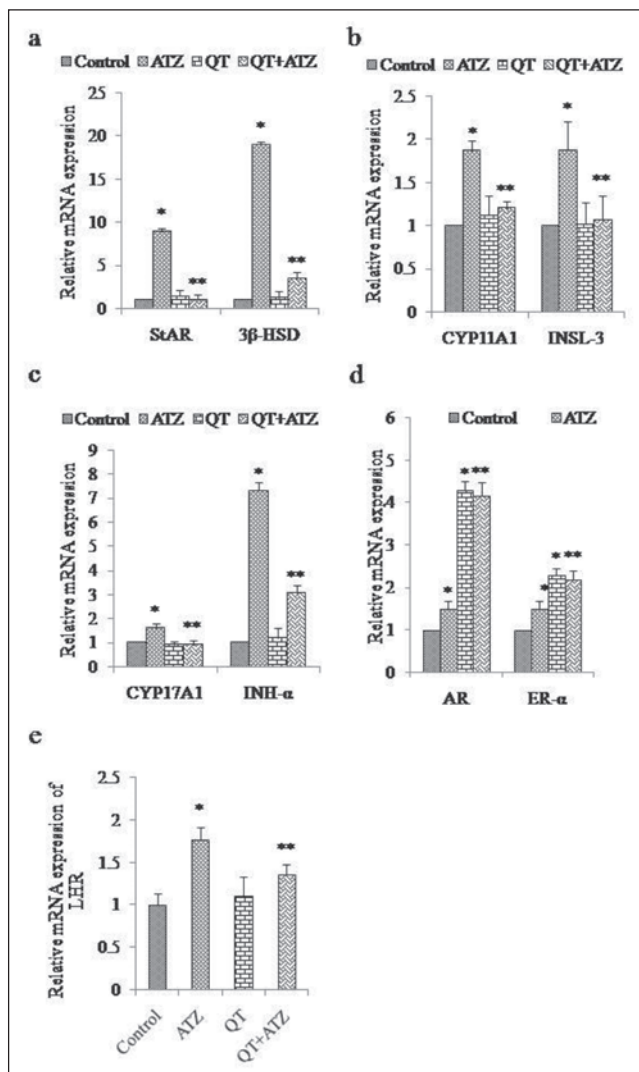 a
Control ATZ QT QT+ATZ
Relative mRNA expression
25
20
15
10
5
0
* ** * **
StAR 3β-HSD
b
Control ATZ QT QT+ATZ
Relative mRNA expression
2.5
2
1.5
1
0.5
0
* ** * **
CYP11A1 INSL-3
c
Control ATZ QT QT+ATZ
Relative mRNA expression
9
8
7
6
5
4
3
2
1
0
* ** * **
CYP17A1 INH-α
d
Control ATZ
Relative mRNA expression
6
5
4
3
2
1
0
* * ** * * **
AR ER-α
e
Relative mRNA expression of
LHR
2.5
2
1.5
1
0.5
0
* **
Control ATZ QT QT+ATZ